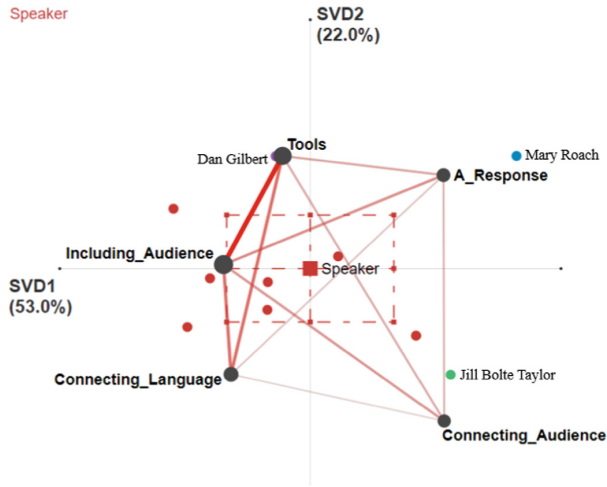 Speaker
SVD2
(22.0%)
Tools
Dan Gilbert
Mary Roach
A_Response
Including_Audience
Speaker
SVD1
(53.0%)
Connecting_Language
Jill Bolte Taylor
Connecting_Audience